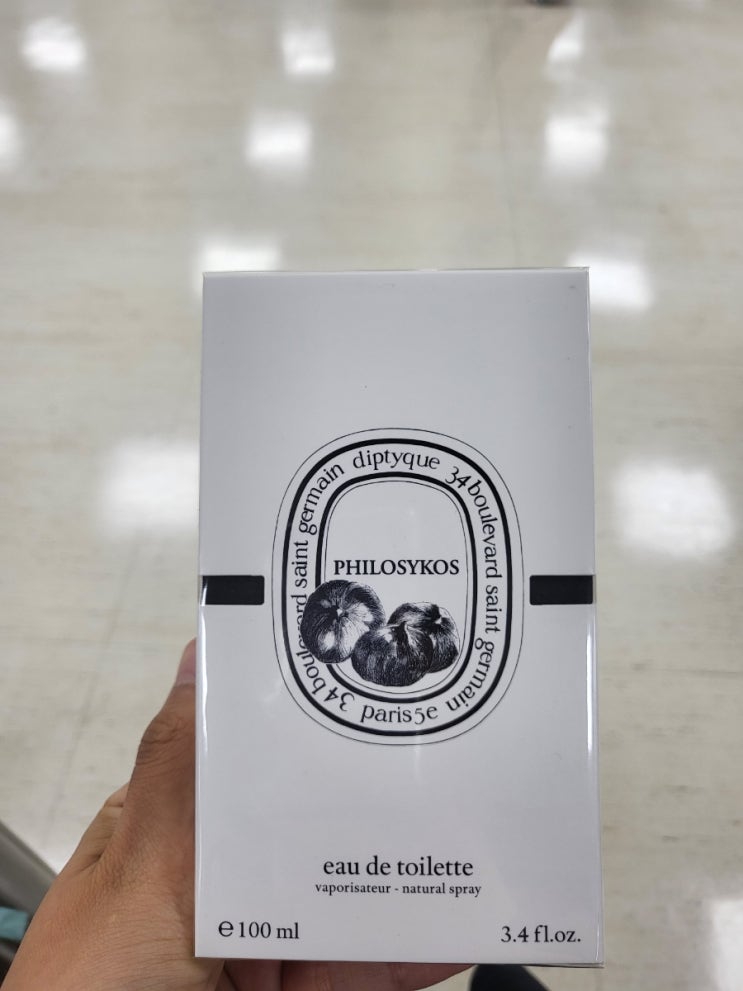 diptyque 34 boulevard saint germain paris 5e 34 boulevard saint germain
PHILOSYKOS
eau de toilette
vaporisateur - natural spray
e 100 ml
3.4 fl.oz.